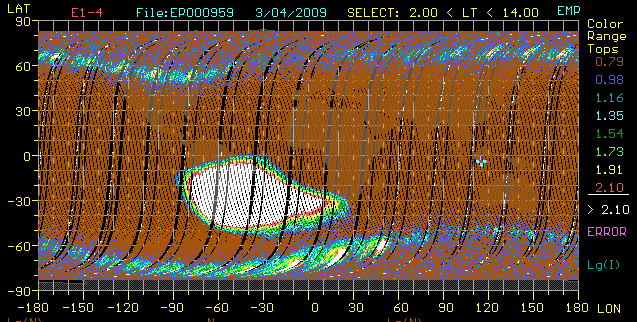 LAT E1-4 File:EP000959 3/04/2009 SELECT: 2.00 < LT < 14.00 EMP
90
60
30
0
-30
-60
-90
-180 -150 -120 -90 -60 -30 0 30 60 90 120 150 180
LON
Color
Range
Tops
0.79
0.98
1.16
1.35
1.54
1.73
1.91
2.10
> 2.10
ERROR
Lg(I)